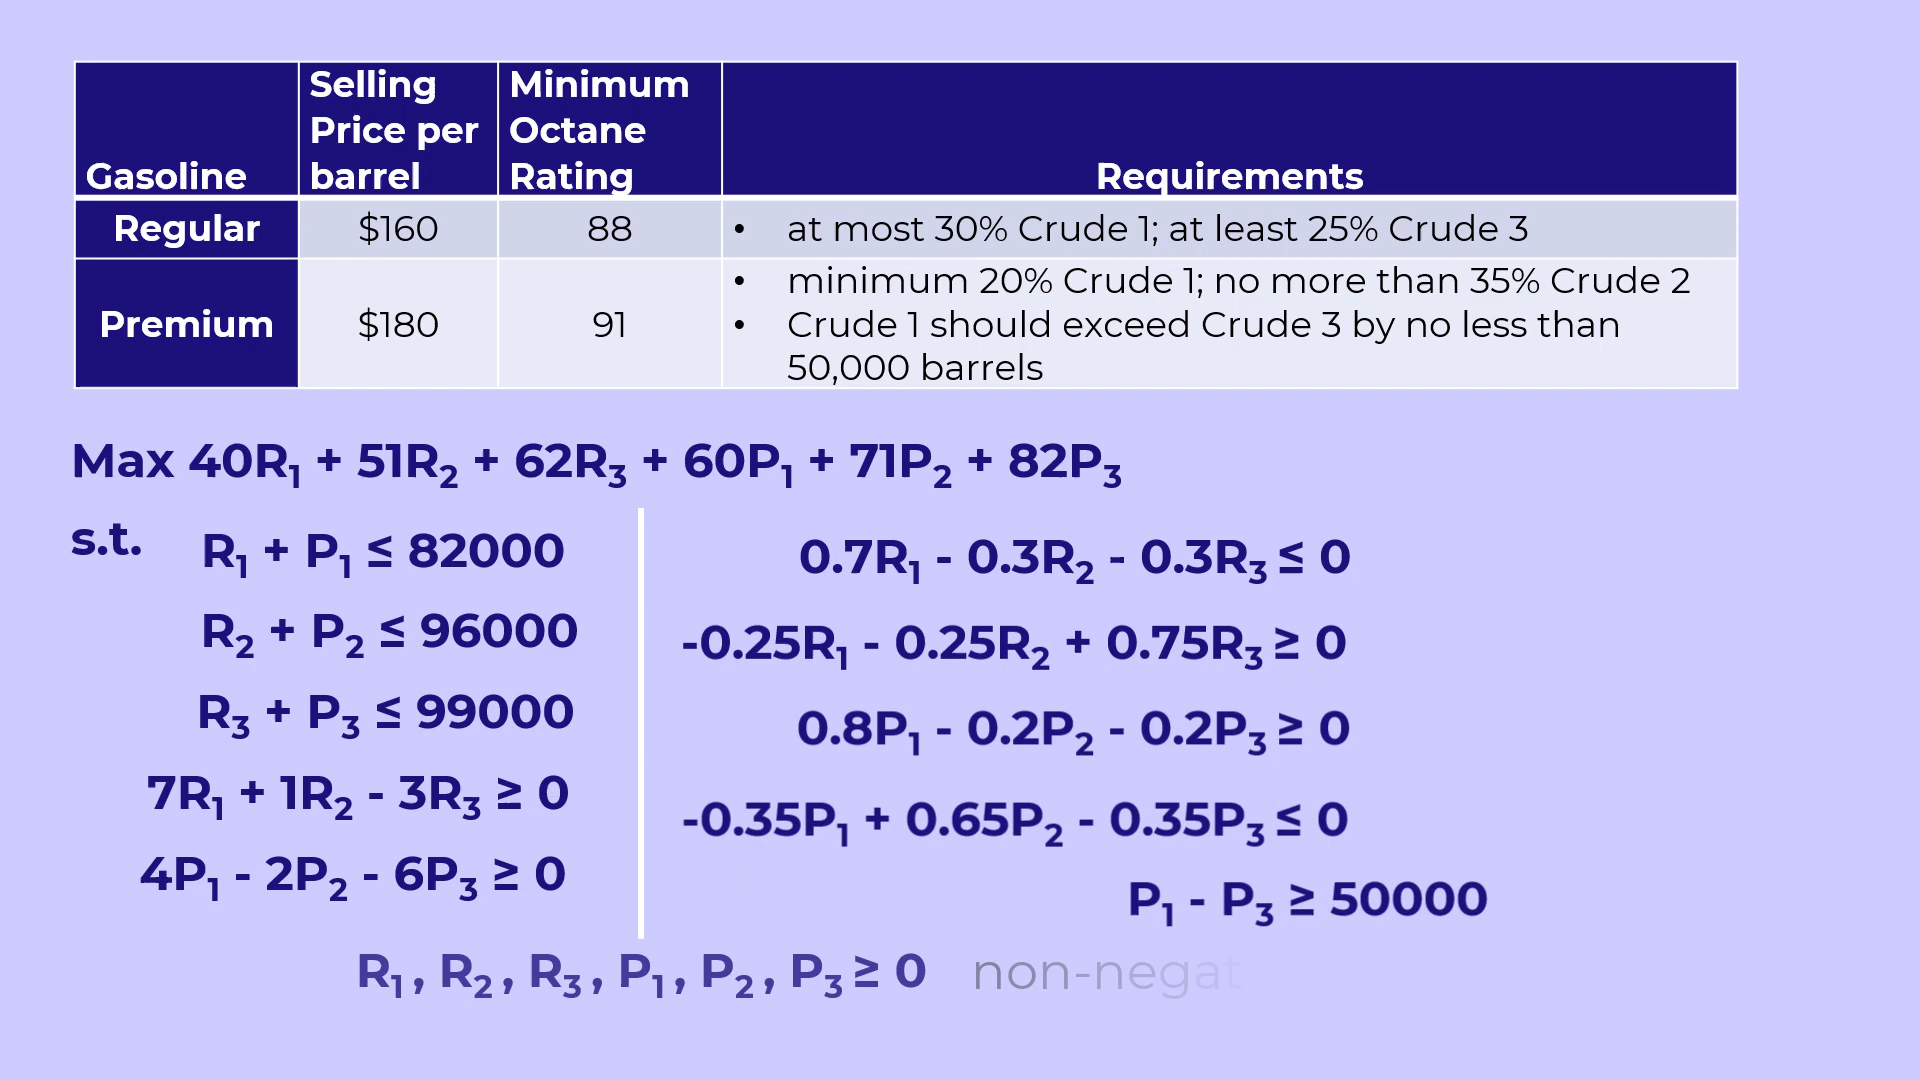 Gasoline Selling Price per barrel Minimum Octane Rating Requirements
Regular $160 88 • at most 30% Crude 1; at least 25% Crude 3
Premium $180 91 • minimum 20% Crude 1; no more than 35% Crude 2
• Crude 1 should exceed Crude 3 by no less than
50,000 barrels
Max 40R₁ + 51R₂ + 62R₃ + 60P₁ + 71P₂ + 82P₃
s.t.
R₁ + P₁ ≤ 82000
R₂ + P₂ ≤ 96000
R₃ + P₃ ≤ 99000
7R₁ + 1R₂ - 3R₃ ≥ 0
4P₁ - 2P₂ - 6P₃ ≥ 0
0.7R₁ - 0.3R₂ - 0.3R₃ ≤ 0
-0.25R₁ - 0.25R₂ + 0.75R₃ ≥ 0
0.8P₁ - 0.2P₂ - 0.2P₃ ≥ 0
-0.35P₁ + 0.65P₂ - 0.35P₃ ≤ 0
P₁ - P₃ ≥ 50000
R₁, R₂, R₃, P₁, P₂, P₃ ≥ 0 non-negat